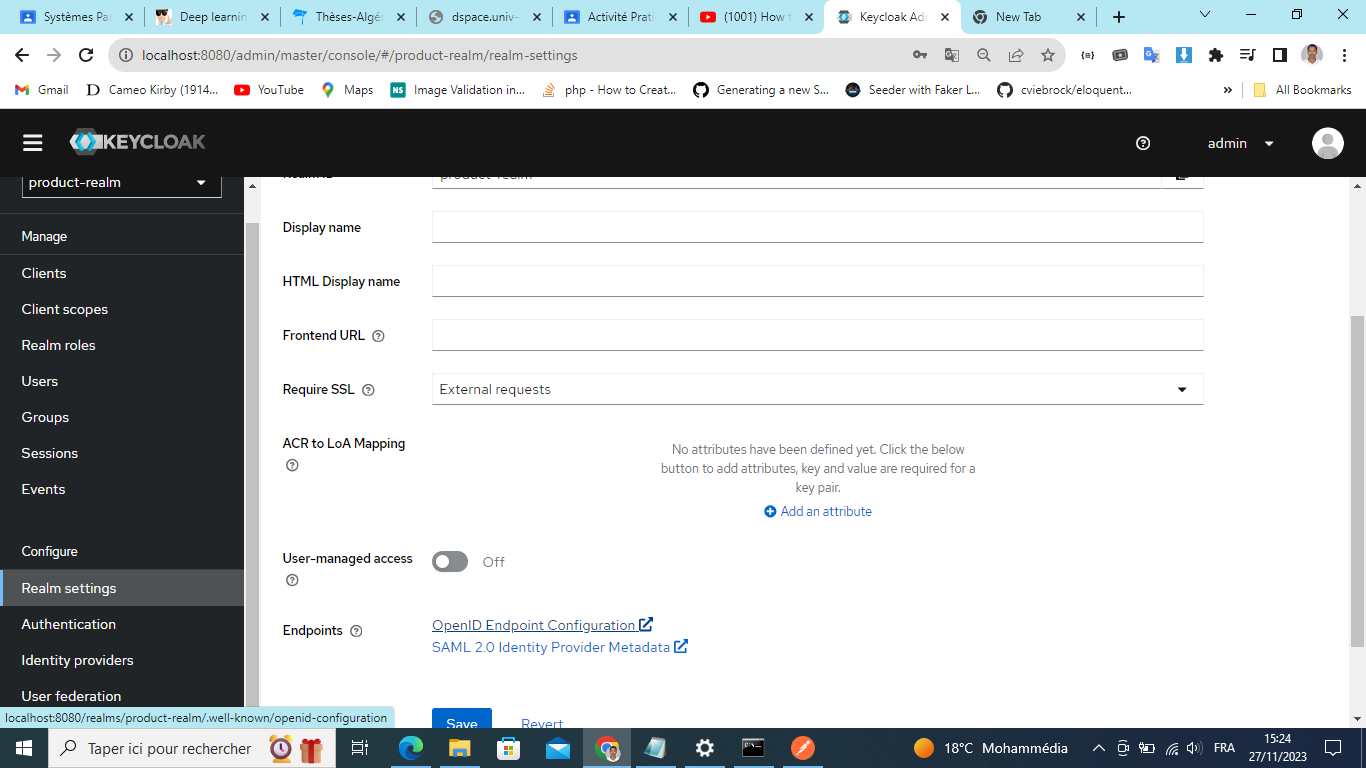 Systèmes Par
Deep learnin
Thèses-Algé
dspace.univ-
Activité Prati
(1001) How t
Keycloak Adr
New Tab
localhost:8080/admin/master/console/#/product-realm/realm-settings
Gmail
Cameo Kirby (1914...
YouTube
Maps
NS
Image Validation in...
php - How to Creat...
Generating a new S...
Seeder with Faker L...
cviebrock/eloquent...
»
All Bookmarks
KEYCLOAK
admin
product-realm
Manage
Clients
Client scopes
Realm roles
Users
Groups
Sessions
Events
Configure
Realm settings
Authentication
Identity providers
User federation
Realm ID
product-realm
Display name
HTML Display name
Frontend URL
Require SSL
External requests
ACR to LoA Mapping
No attributes have been defined yet. Click the below
button to add attributes, key and value are required for a
key pair.
Add an attribute
User-managed access
Off
Endpoints
OpenID Endpoint Configuration
SAML 2.0 Identity Provider Metadata
Save
Revert
localhost:8080/realms/product-realm/.well-known/openid-configuration
Taper ici pour rechercher
18°C Mohammédia
FRA
15:24
27/11/2023